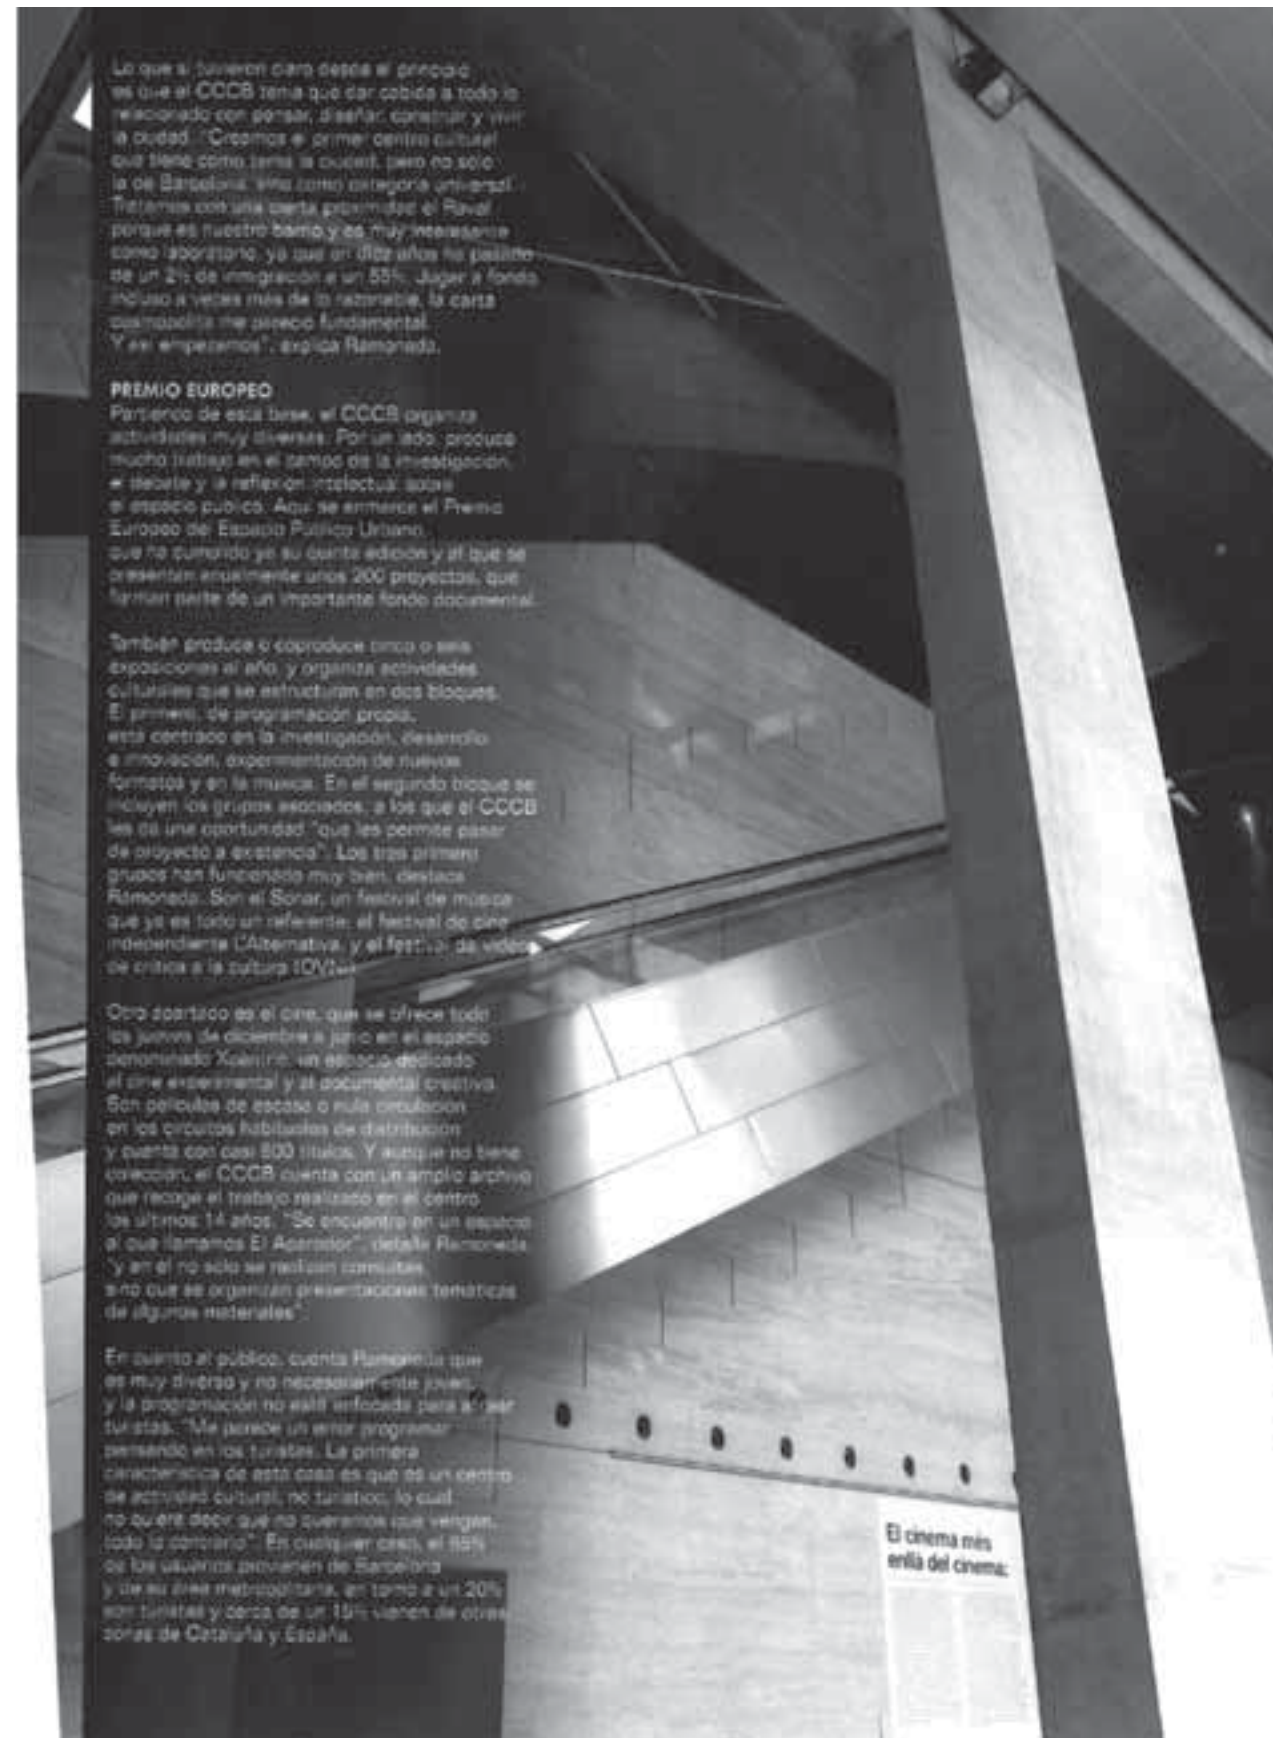 Lo que sí tuvieron claro desde el principio
es que el CCCB tenía que dar cabida a todo lo
relacionado con pensar, diseñar, construir y vivir
la ciudad. "Creamos el primer centro cultural
que tiene como tema la ciudad, pero no sólo
la de Barcelona, sino como categoría universal.
Tratamos con una cierta proximidad el Raval
porque es nuestro barrio y es muy interesante
como laboratorio, ya que en diez años ha pasado
de un 2% de inmigración a un 55%. Jugar a fondo,
incluso a veces más de lo razonable, la carta
cosmopolita me pareció fundamental.
Y así empezamos", explica Ramoneda.
PREMIO EUROPEO
Partiendo de esta base, el CCCB organiza
actividades muy diversas. Por un lado, produce
mucho trabajo en el campo de la investigación,
el debate y la reflexión intelectual sobre
el espacio público. Aquí se enmarca el Premio
Europeo del Espacio Público Urbano,
que ha cumplido ya su quinta edición y al que se
presentan anualmente unos 200 proyectos, que
forman parte de un importante fondo documental.
También produce o coproduce cinco o seis
exposiciones al año, y organiza actividades
culturales que se estructuran en dos bloques.
El primero, de programación propia,
está centrado en la investigación, desarrollo
e innovación, experimentación de nuevos
formatos y en la música. En el segundo bloque se
incluyen los grupos asociados, a los que el CCCB
les da una oportunidad "que les permite pasar
de proyecto a existencia". Los tres primero
grupos han funcionado muy bien, destaca
Ramoneda. Son el Sonar, un festival de música
que ya es todo un referente; el festival de cine
independiente L'Alternativa, y el festival de vídeo
de crítica a la cultura
Otro apartado es el cine, que se ofrece todo
los jueves de diciembre a junio en el espacio
denominado Xcèntric, un espacio dedicado
al cine experimental y al documental creativo.
Son películas de escasa o nula circulación
en los circuitos habituales de distribución
y cuenta con casi títulos. Y aunque no tiene
colección, el CCCB cuenta con un amplio archivo
que recoge el trabajo realizado en el centro
los últimos 14 años. "Se encuentra en un espacio
al que llamamos El Aparador", detalla Ramoneda
"y en él no sólo se realizan consultas
sino que se organizan presentaciones temáticas
de algunos materiales".
En cuanto al público, cuenta Ramoneda que
es muy diverso y no necesariamente joven,
y la programación no está enfocada para atraer
turistas. "Me parece un error programar
pensando en los turistas. La primera
característica de esta casa es que es un centro
de actividad cultural, no turístico, lo cual
no quiere decir que no queramos que vengan,
todo lo contrario". En cualquier caso, el
de los usuarios provienen de Barcelona
y de su área metropolitana, en torno a un 20%
son turistas y cerca de un 15% vienen de otras
zonas de Cataluña y España.
El cinema més
enllà del cinema: